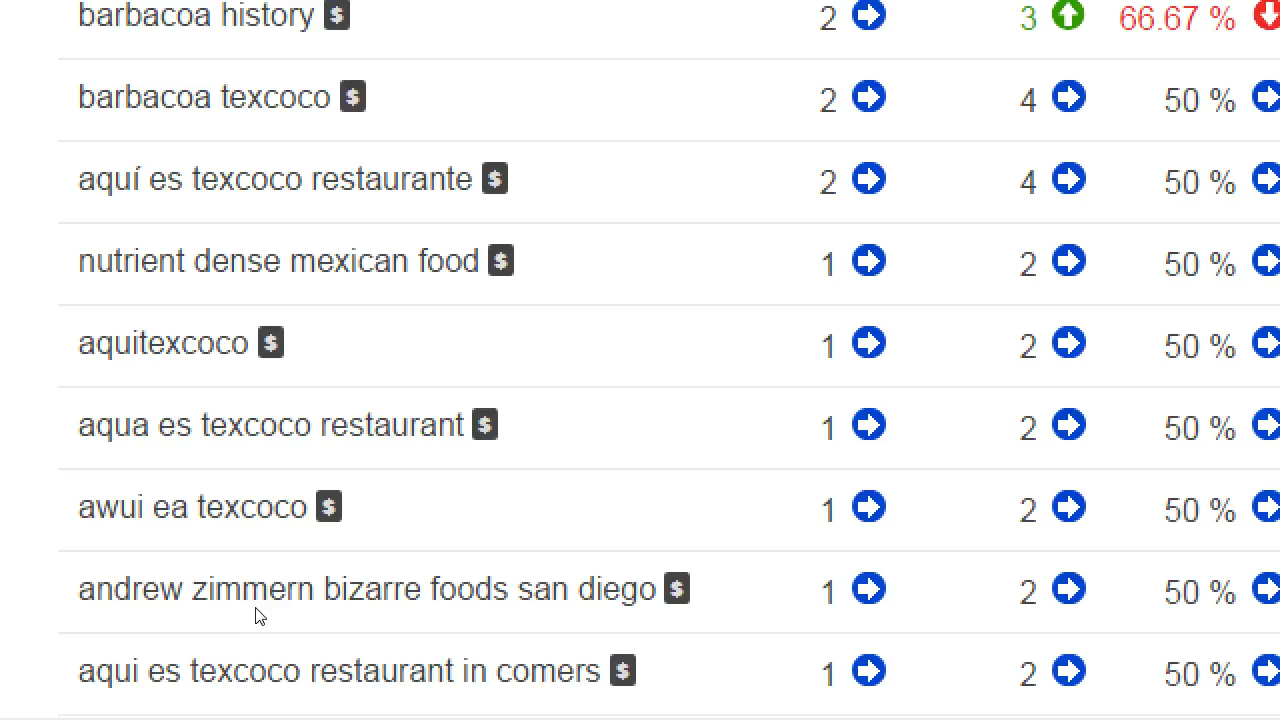 barbacoa history $ 2 3 66.67 %
barbacoa texcoco $ 2 4 50 %
aquí es texcoco restaurante $ 2 4 50 %
nutrient dense mexican food $ 1 2 50 %
aquitexcoco $ 1 2 50 %
aqua es texcoco restaurant $ 1 2 50 %
awui ea texcoco $ 1 2 50 %
andrew zimmern bizarre foods san diego $ 1 2 50 %
aqui es texcoco restaurant in comers $ 1 2 50 %